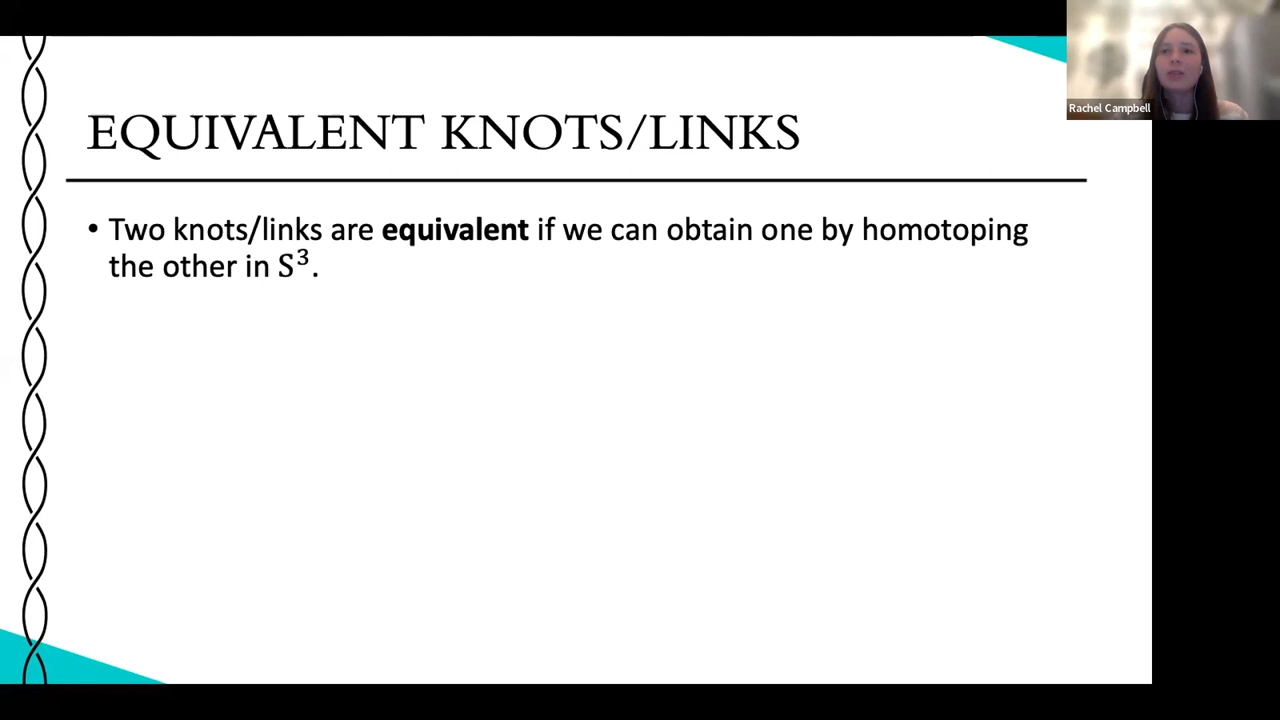 Rachel Campbell
EQUIVALENT KNOTS/LINKS
• Two knots/links are equivalent if we can obtain one by homotoping
the other in S³.